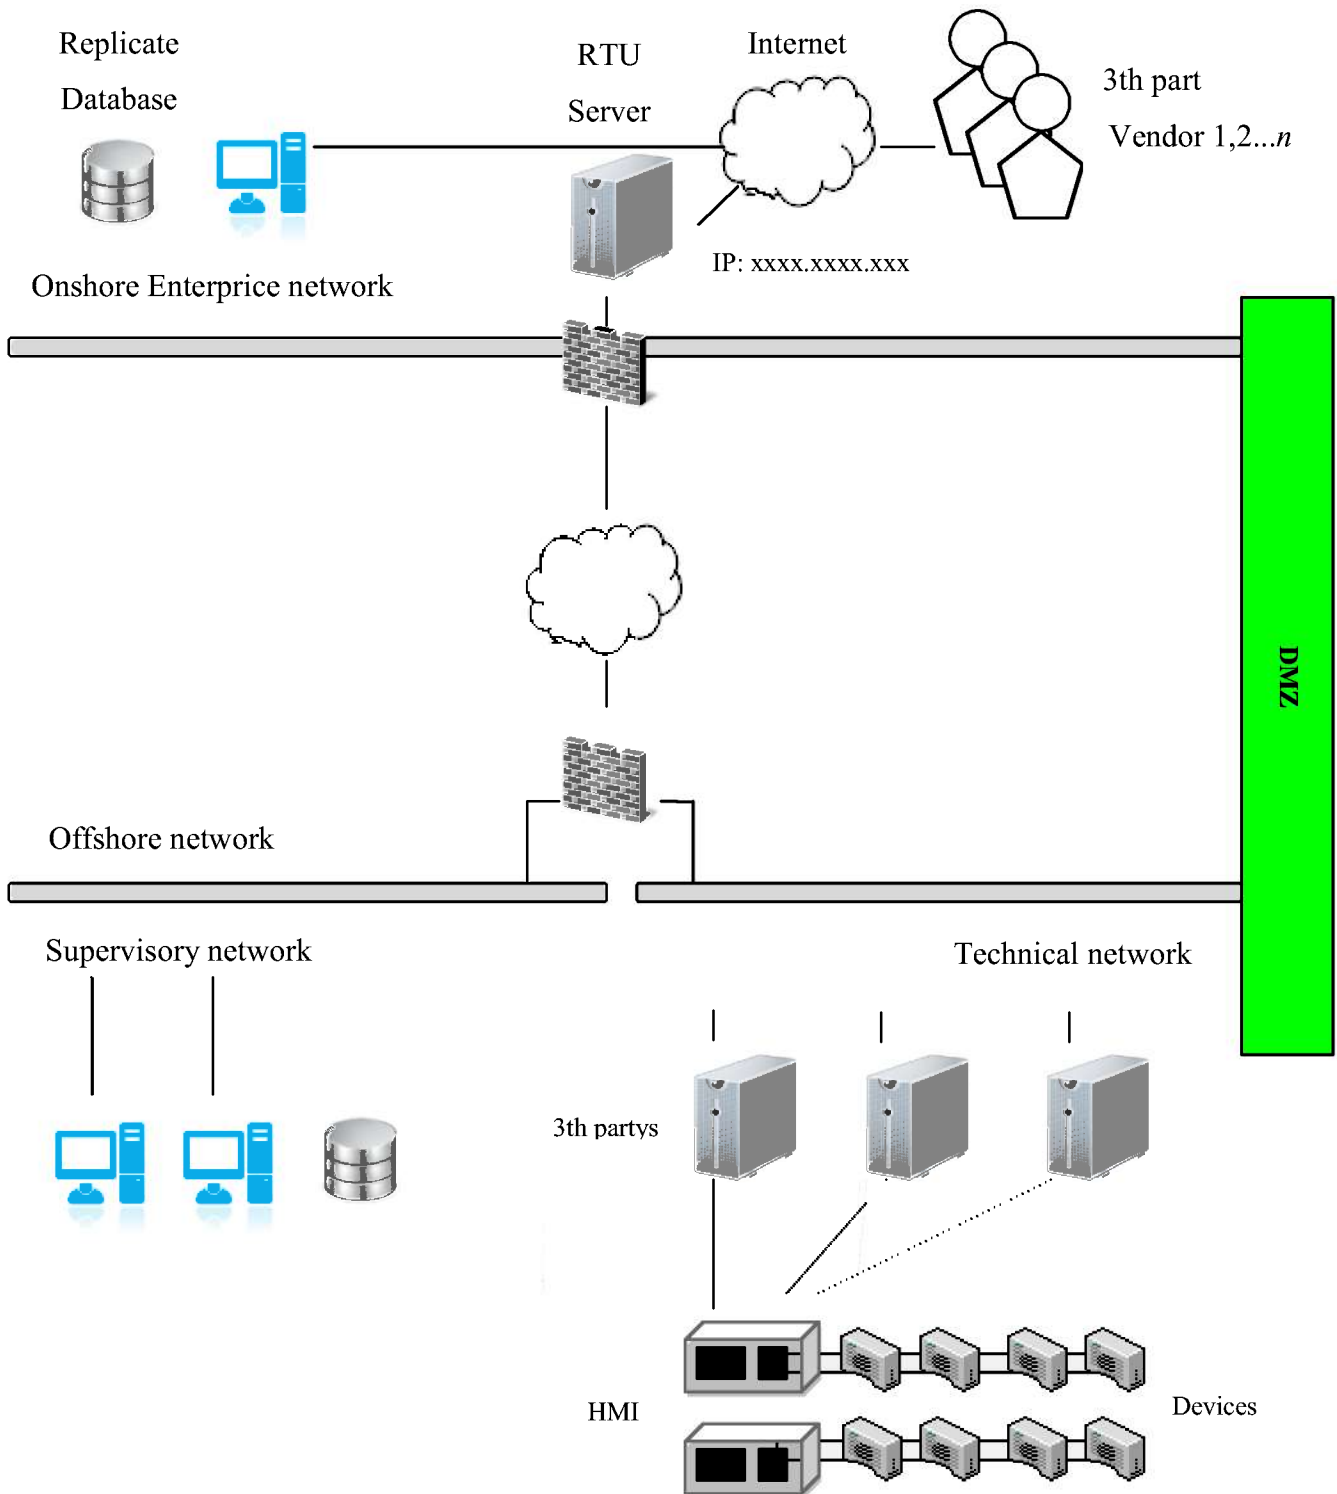 Replicate
Database
RTU
Server
Internet
3th part
Vendor 1,2...n
IP: xxxx.xxxx.xxx
Onshore Enterprice network
DMZ
Offshore network
Supervisory network
Technical network
3th partys
HMI
Devices